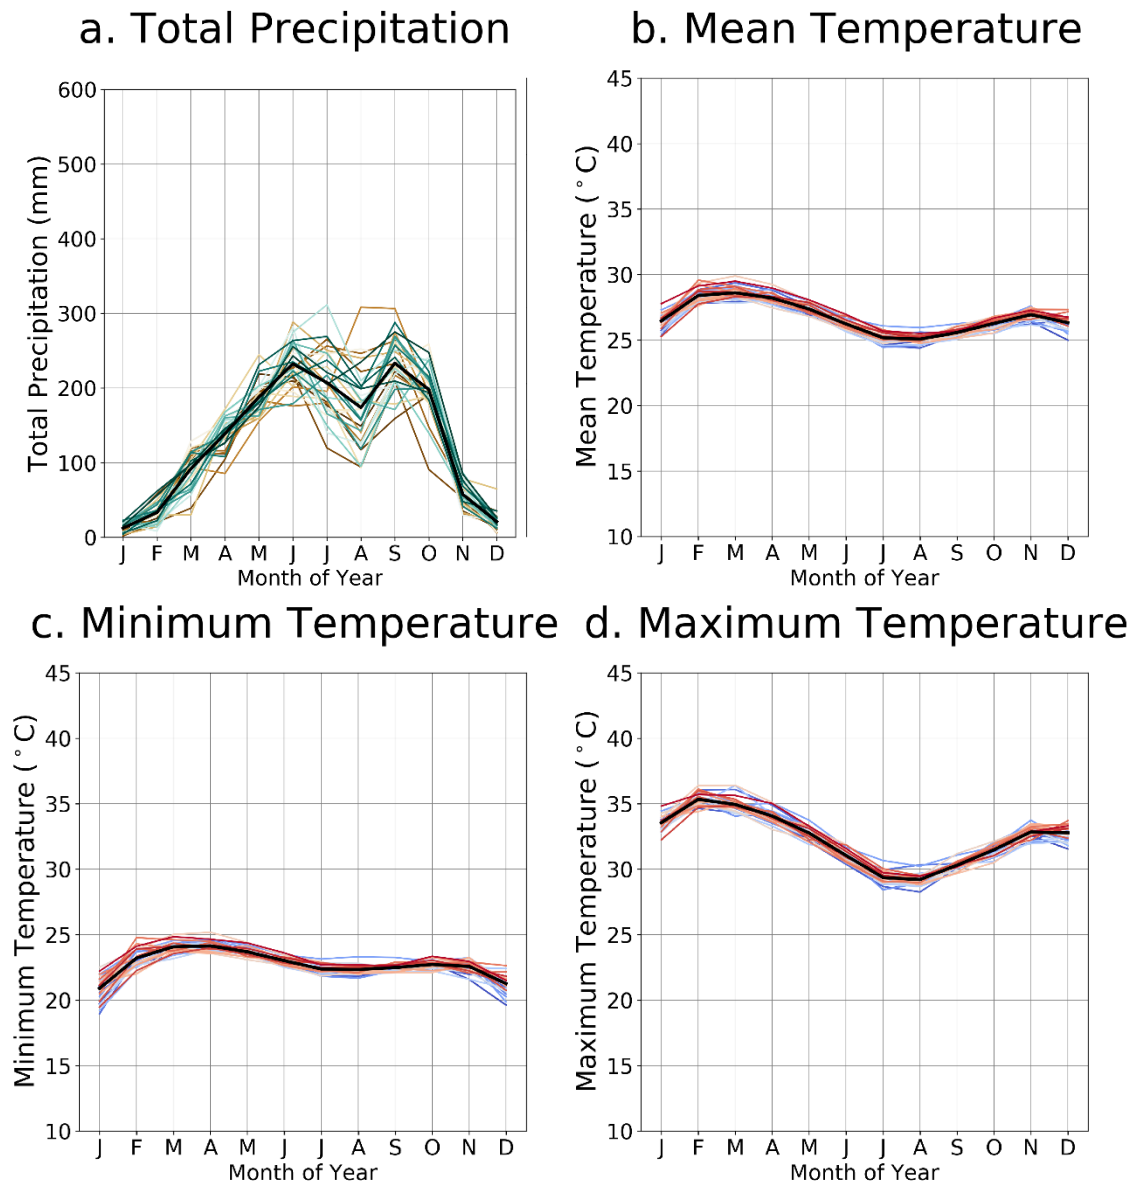 a. Total Precipitation
600
500
400
300
200
100
0
Total Precipitation (mm)
J F M A M J J A S O N D
Month of Year
b. Mean Temperature
45
40
35
30
25
20
15
10
Mean Temperature (°C)
J F M A M J J A S O N D
Month of Year
c. Minimum Temperature
45
40
35
30
25
20
15
10
Minimum Temperature (°C)
J F M A M J J A S O N D
Month of Year
d. Maximum Temperature
45
40
35
30
25
20
15
10
Maximum Temperature (°C)
J F M A M J J A S O N D
Month of Year